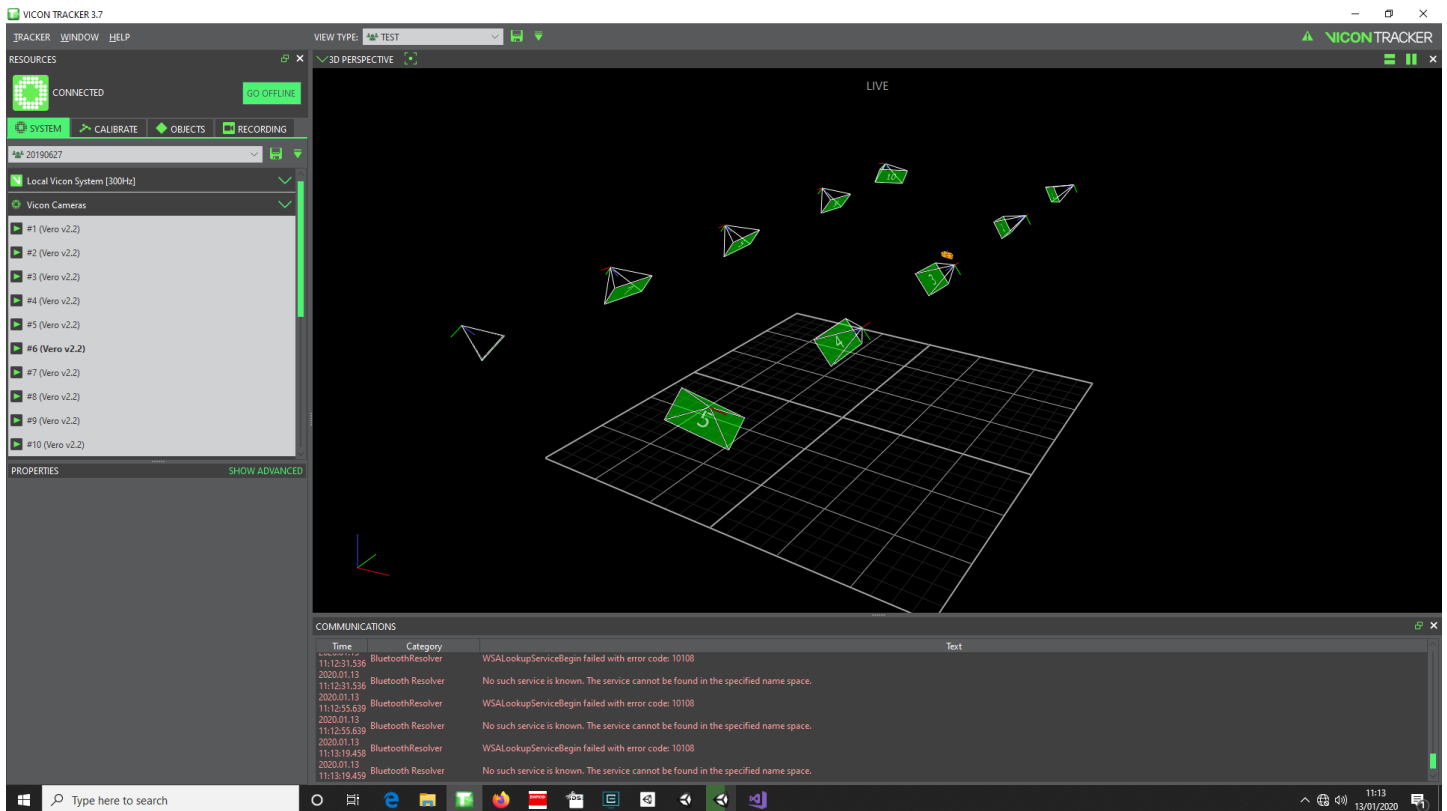 VICON TRACKER 3.7
TRACKER WINDOW HELP
VIEW TYPE: TEST
VICON TRACKER
RESOURCES
3D PERSPECTIVE
CONNECTED
GO OFFLINE
LIVE
SYSTEM CALIBRATE OBJECTS RECORDING
20190627
Local Vicon System [300Hz]
Vicon Cameras
#1 (Vero v2.2)
#2 (Vero v2.2)
#3 (Vero v2.2)
#4 (Vero v2.2)
#5 (Vero v2.2)
#6 (Vero v2.2)
#7 (Vero v2.2)
#8 (Vero v2.2)
#9 (Vero v2.2)
#10 (Vero v2.2)
10
3
4
5
PROPERTIES
SHOW ADVANCED
COMMUNICATIONS
Time Category Text
11:12:31.536 BluetoothResolver WSALookupServiceBegin failed with error code: 10108
2020.01.13
11:12:31.536 Bluetooth Resolver No such service is known. The service cannot be found in the specified name space.
2020.01.13
11:12:55.639 BluetoothResolver WSALookupServiceBegin failed with error code: 10108
2020.01.13
11:12:55.639 Bluetooth Resolver No such service is known. The service cannot be found in the specified name space.
2020.01.13
11:13:19.458 BluetoothResolver WSALookupServiceBegin failed with error code: 10108
2020.01.13
11:13:19.459 Bluetooth Resolver No such service is known. The service cannot be found in the specified name space.
Type here to search
11:13
13/01/2020